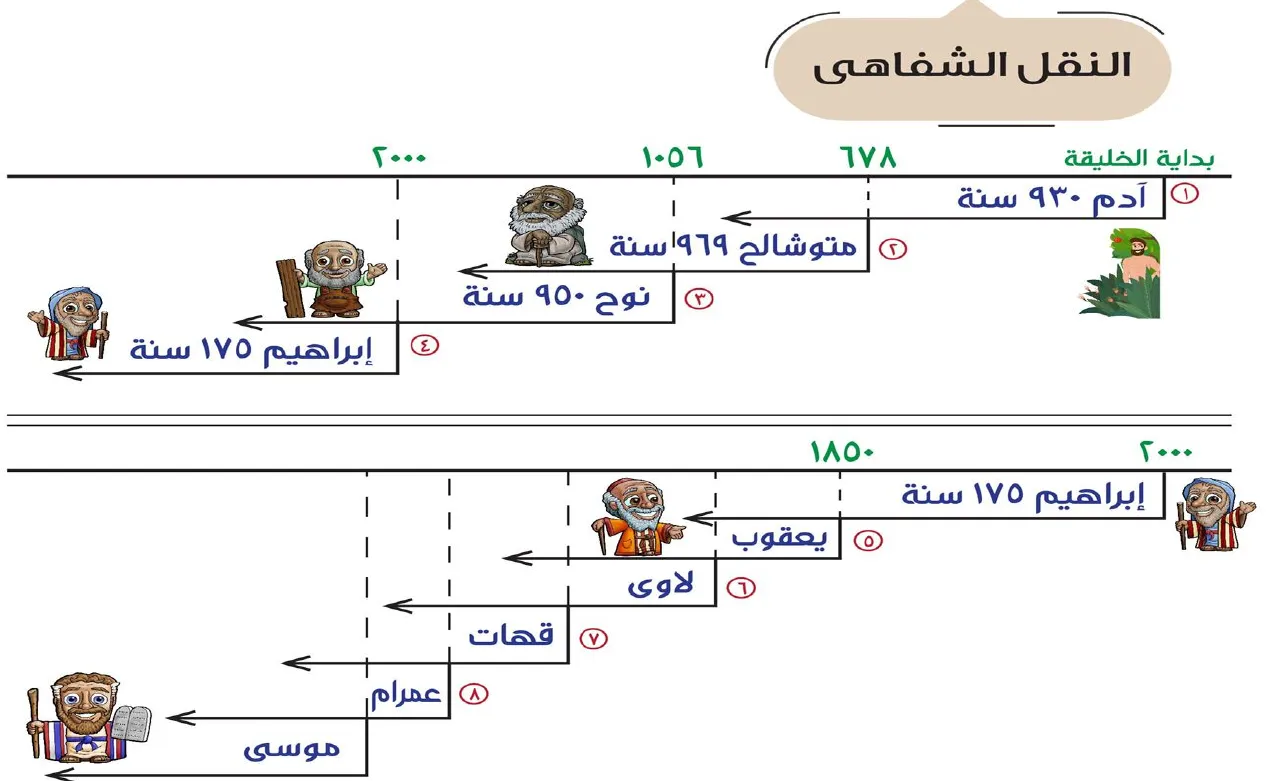 النقل الشفاهى
بداية الخليقة ٦٧٨ ١٠٥٦ ٢٠٠٠
١ آدم ٩٣٠ سنة
٢ متوشالح ٩٦٩ سنة
٣ نوح ٩٥٠ سنة
٤ إبراهيم ١٧٥ سنة
٢٠٠٠ ١٨٥٠
إبراهيم ١٧٥ سنة
٥ يعقوب
٦ لاوى
٧ قهات
٨ عمرام
موسى